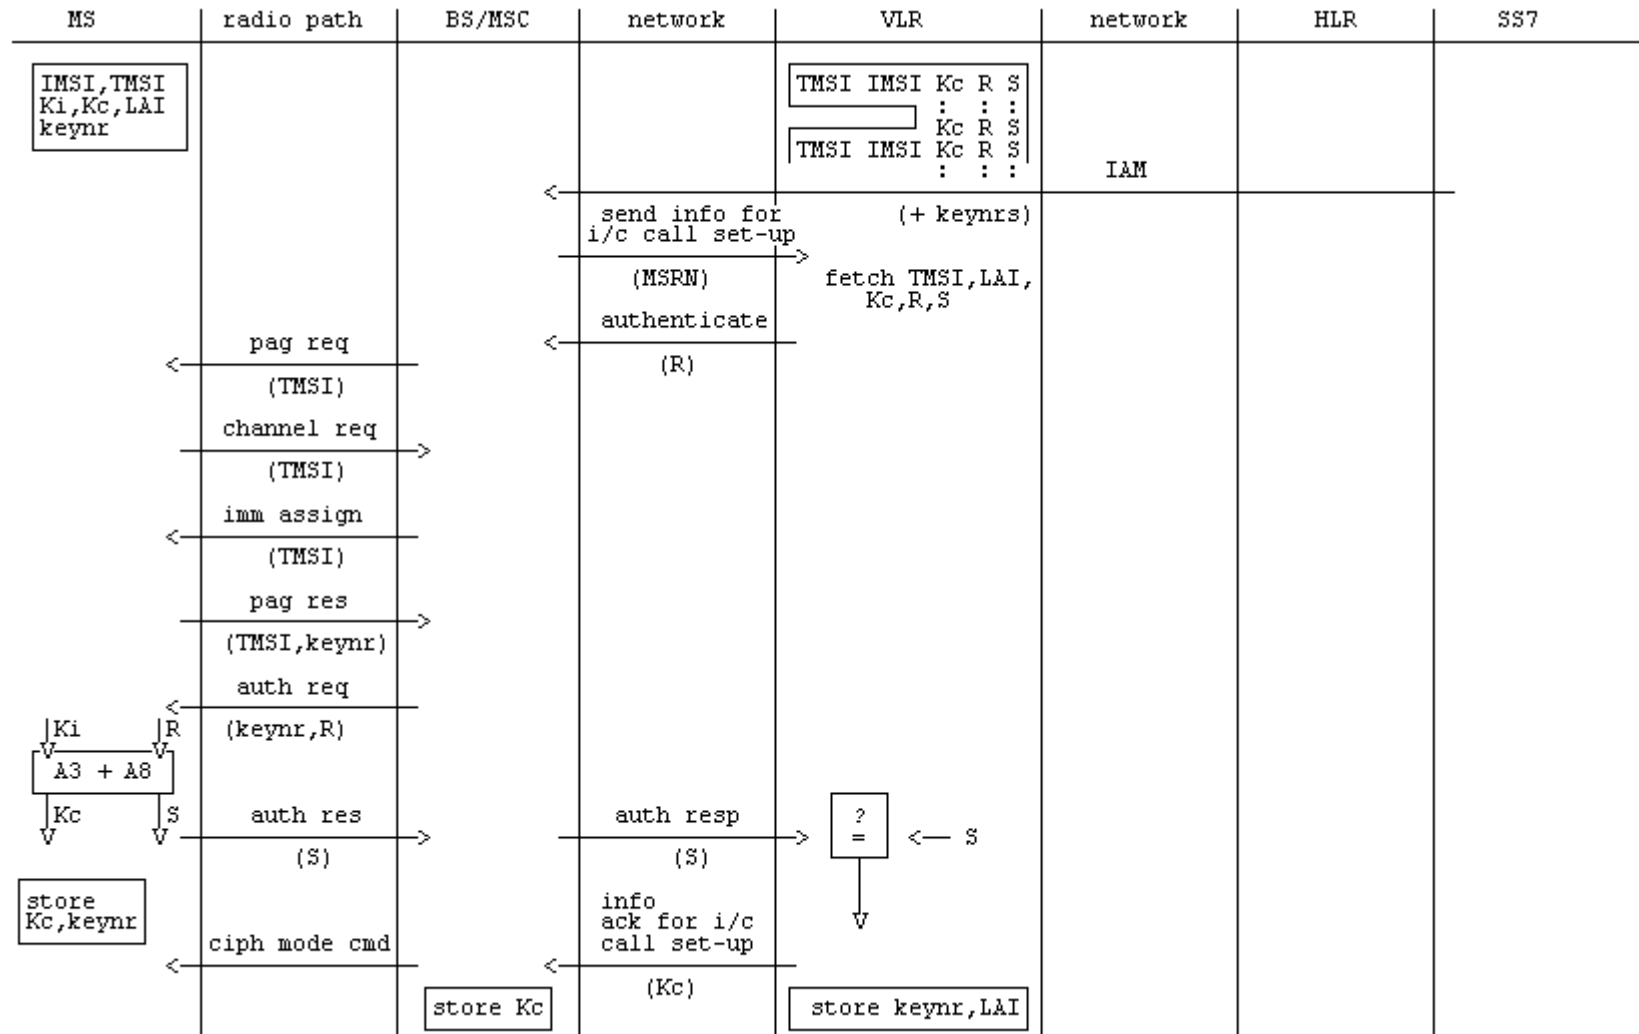 MS radio path BS/MSC network VLR network HLR SS7
IMSI,TMSI
Ki,Kc,LAI
keynr
TMSI IMSI Kc R S
: : :
Kc R S
TMSI IMSI Kc R S
: : :
IAM
(+ keynrs)
send info for
i/c call set-up
(MSRN)
fetch TMSI,LAI,
Kc,R,S
authenticate
(R)
pag req
(TMSI)
channel req
(TMSI)
imm assign
(TMSI)
pag res
(TMSI,keynr)
auth req
(keynr,R)
Ki R
A3 + A8
Kc S
auth res
(S)
auth resp
(S)
?
=
S
store
Kc,keynr
info
ack for i/c
call set-up
(Kc)
ciph mode cmd
store Kc
store keynr,LAI